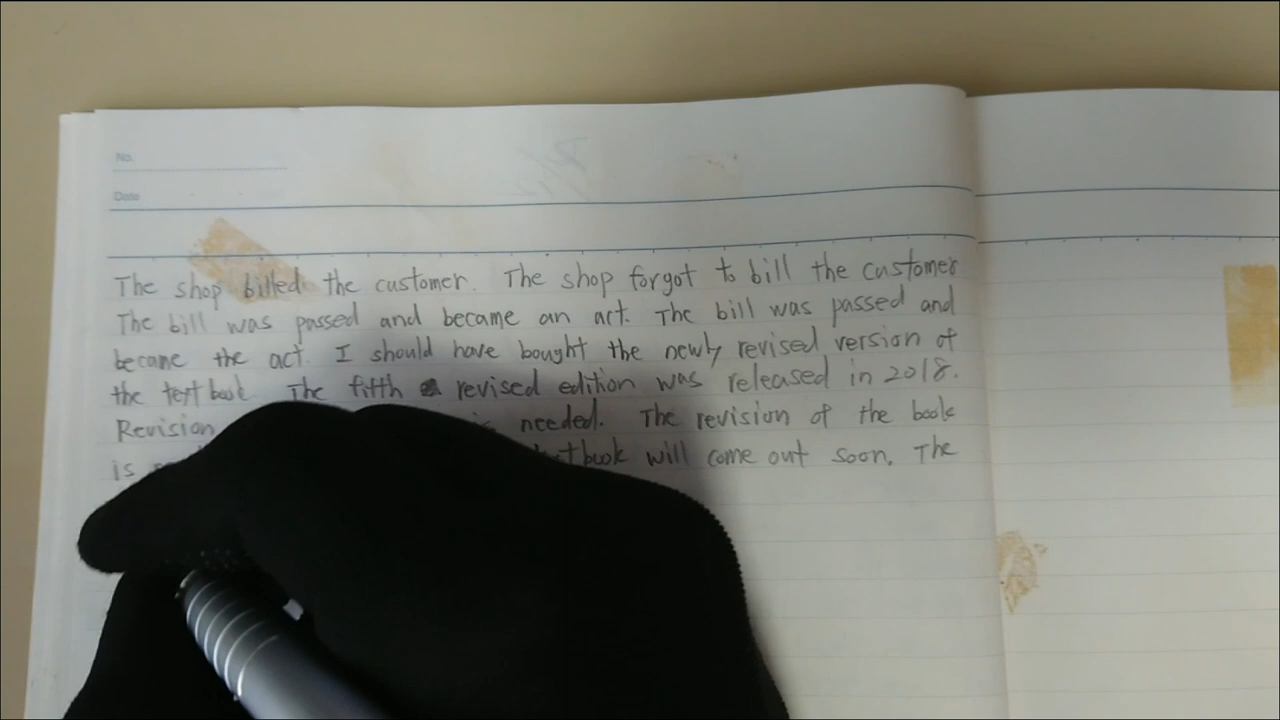 No.
Date
The shop billed the customer. The shop forgot to bill the customer
The bill was passed and became an act. The bill was passed and
became the act. I should have bought the newly revised version of
the textbook. The fifth revised edition was released in 2018.
Revision needed. The revision of the book
is will come out soon. The